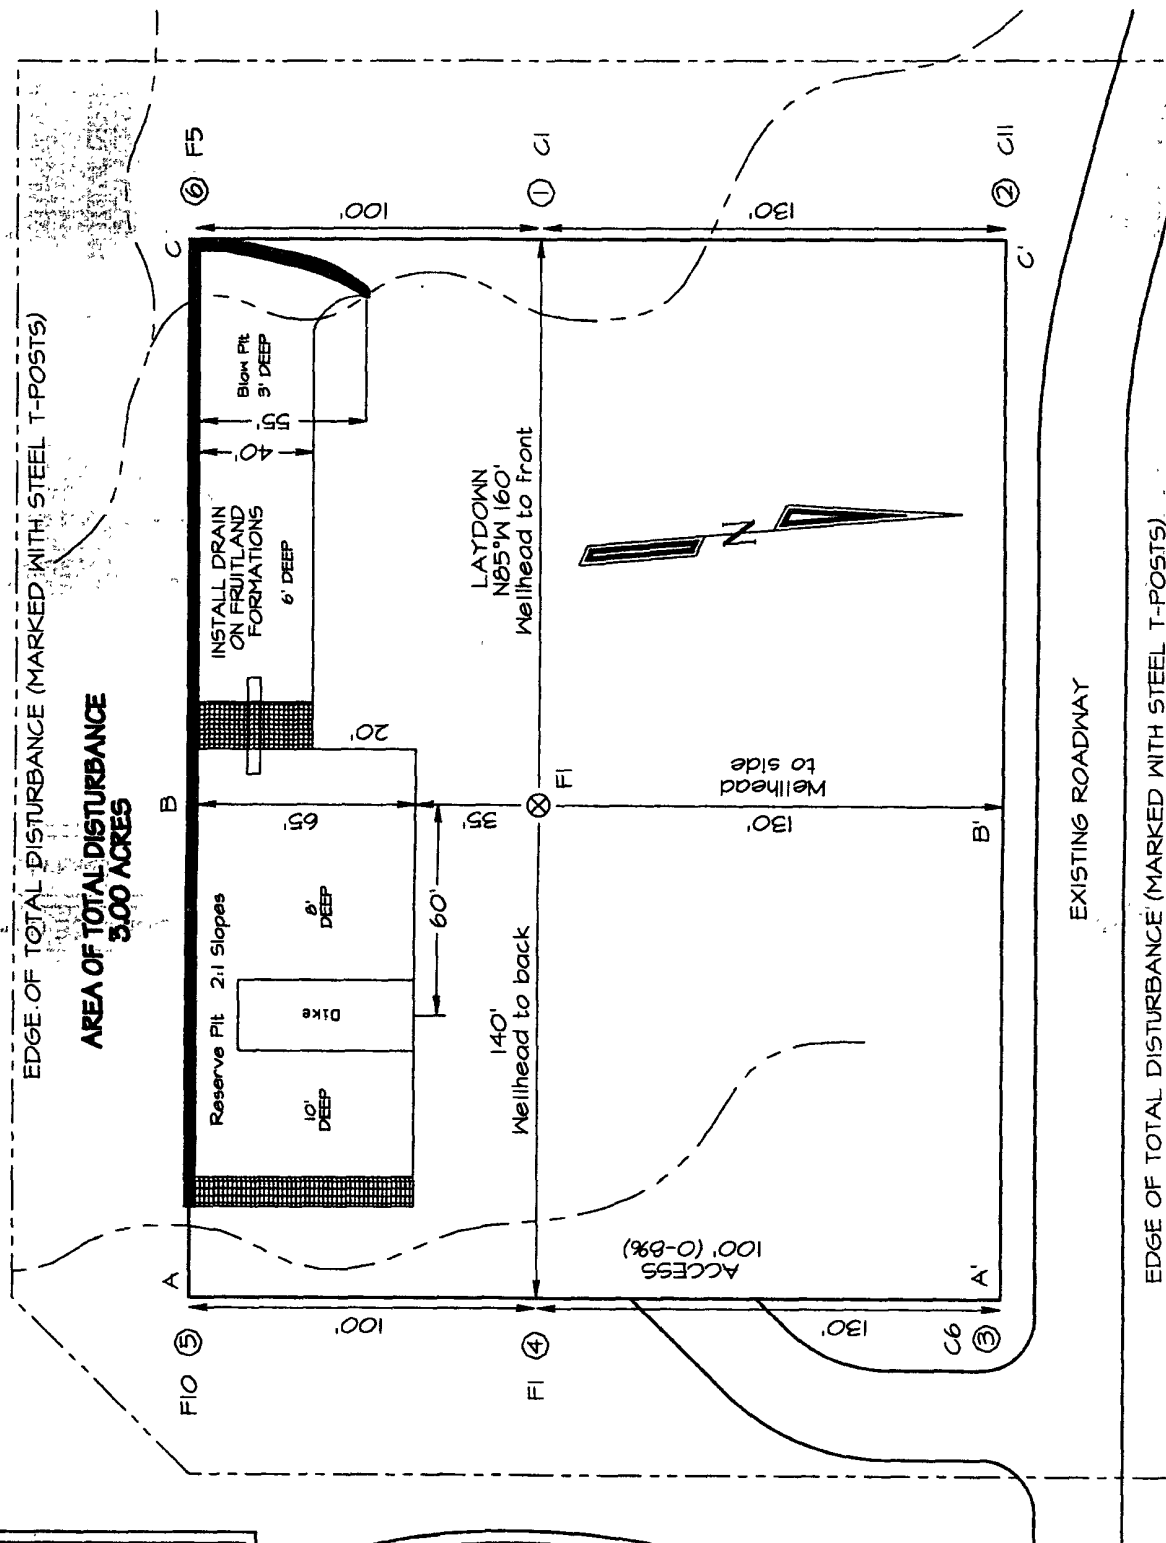 EDGE OF TOTAL DISTURBANCE (MARKED WITH STEEL T-POSTS)
AREA OF TOTAL DISTURBANCE
3.00 ACRES
A
B
C
F10 ⑤
⑥ F5
Reserve Pit 2:1 Slopes
10'
DEEP
Dike
8'
DEEP
65'
INSTALL DRAIN
ON FRUITLAND
FORMATIONS
6' DEEP
40'
55'
Blow Pit
3' DEEP
20'
60'
35'
100'
100'
F1 ④
140'
Wellhead to back
F1
LAYDOWN
N85°W 160'
Wellhead to front
① C1
N
ACCESS
100' (0-8%)
130'
130'
Wellhead
to side
130'
C6
③
A'
B'
C'
② C11
EXISTING ROADWAY
EDGE OF TOTAL DISTURBANCE (MARKED WITH STEEL T-POSTS)